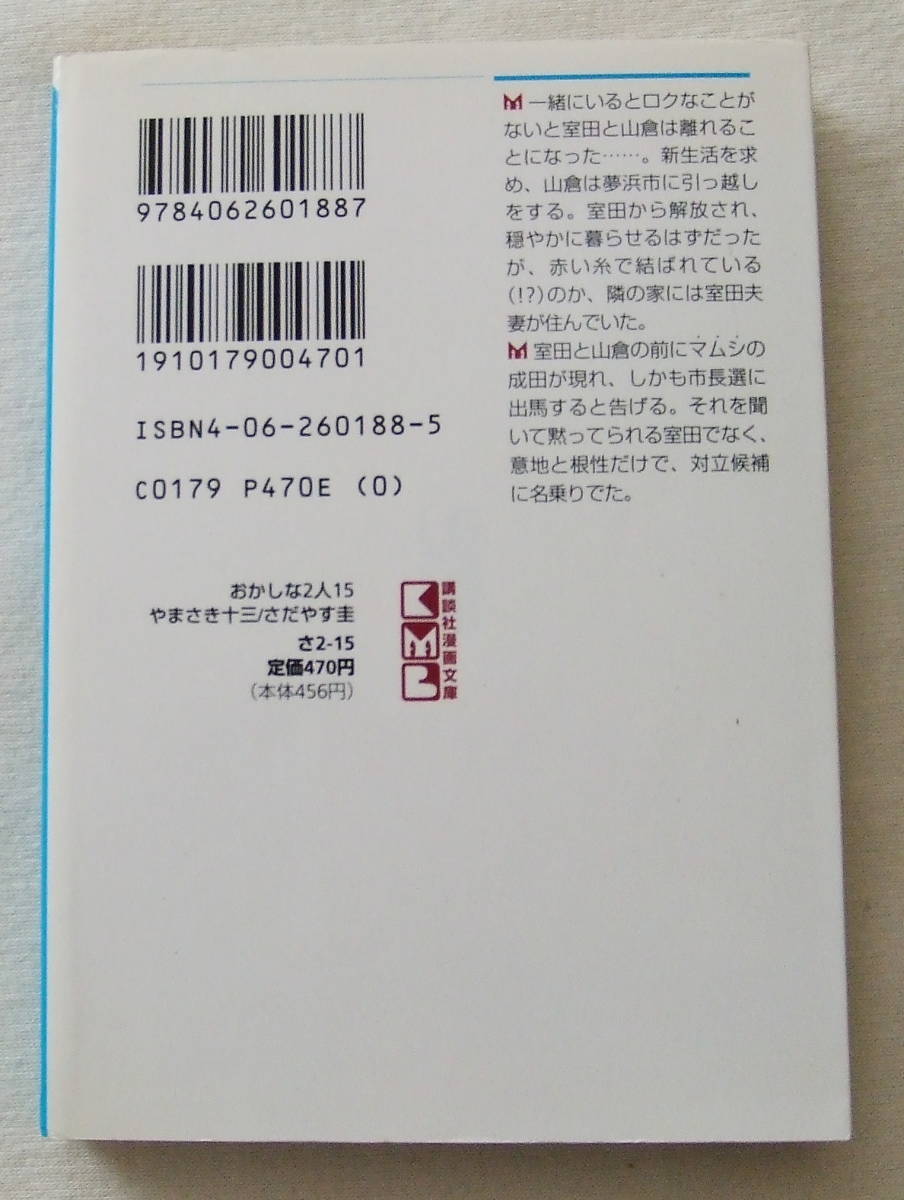 9784062601887
1910179004701
ISBN4-06-260188-5
C0179 P470E (0)
一緒にいるとロクなことが
ないと室田と山倉は離れるこ
とになった……。新生活を求
め、山倉は夢浜市に引っ越し
をする。室田から解放され、
穏やかに暮らせるはずだった
が、赤い糸で結ばれている
(!?)のか、隣の家には室田夫
妻が住んでいた。
室田と山倉の前にマムシの
成田が現れ、しかも市長選に
出馬すると告げる。それを聞
いて黙ってられる室田でなく、
意地と根性だけで、対立候補
に名乗りでた。
おかしな2人15
やまさき十三/さだやす圭
さ2-15
定価470円
(本体456円)
KMB
講談社漫画文庫